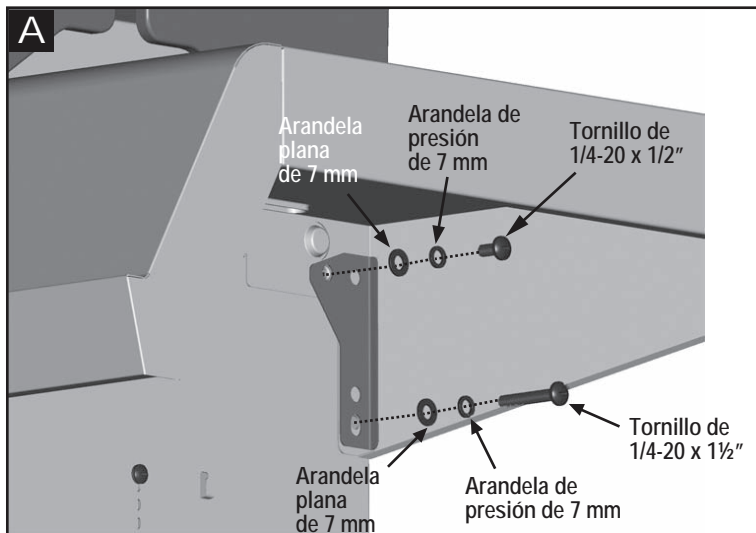 A
Arandela
plana
de 7 mm
Arandela de
presión
de 7 mm
Tornillo de
1/4-20 x 1/2”
Tornillo de
1/4-20 x 1½”
Arandela
plana
de 7 mm
Arandela de
presión de 7 mm